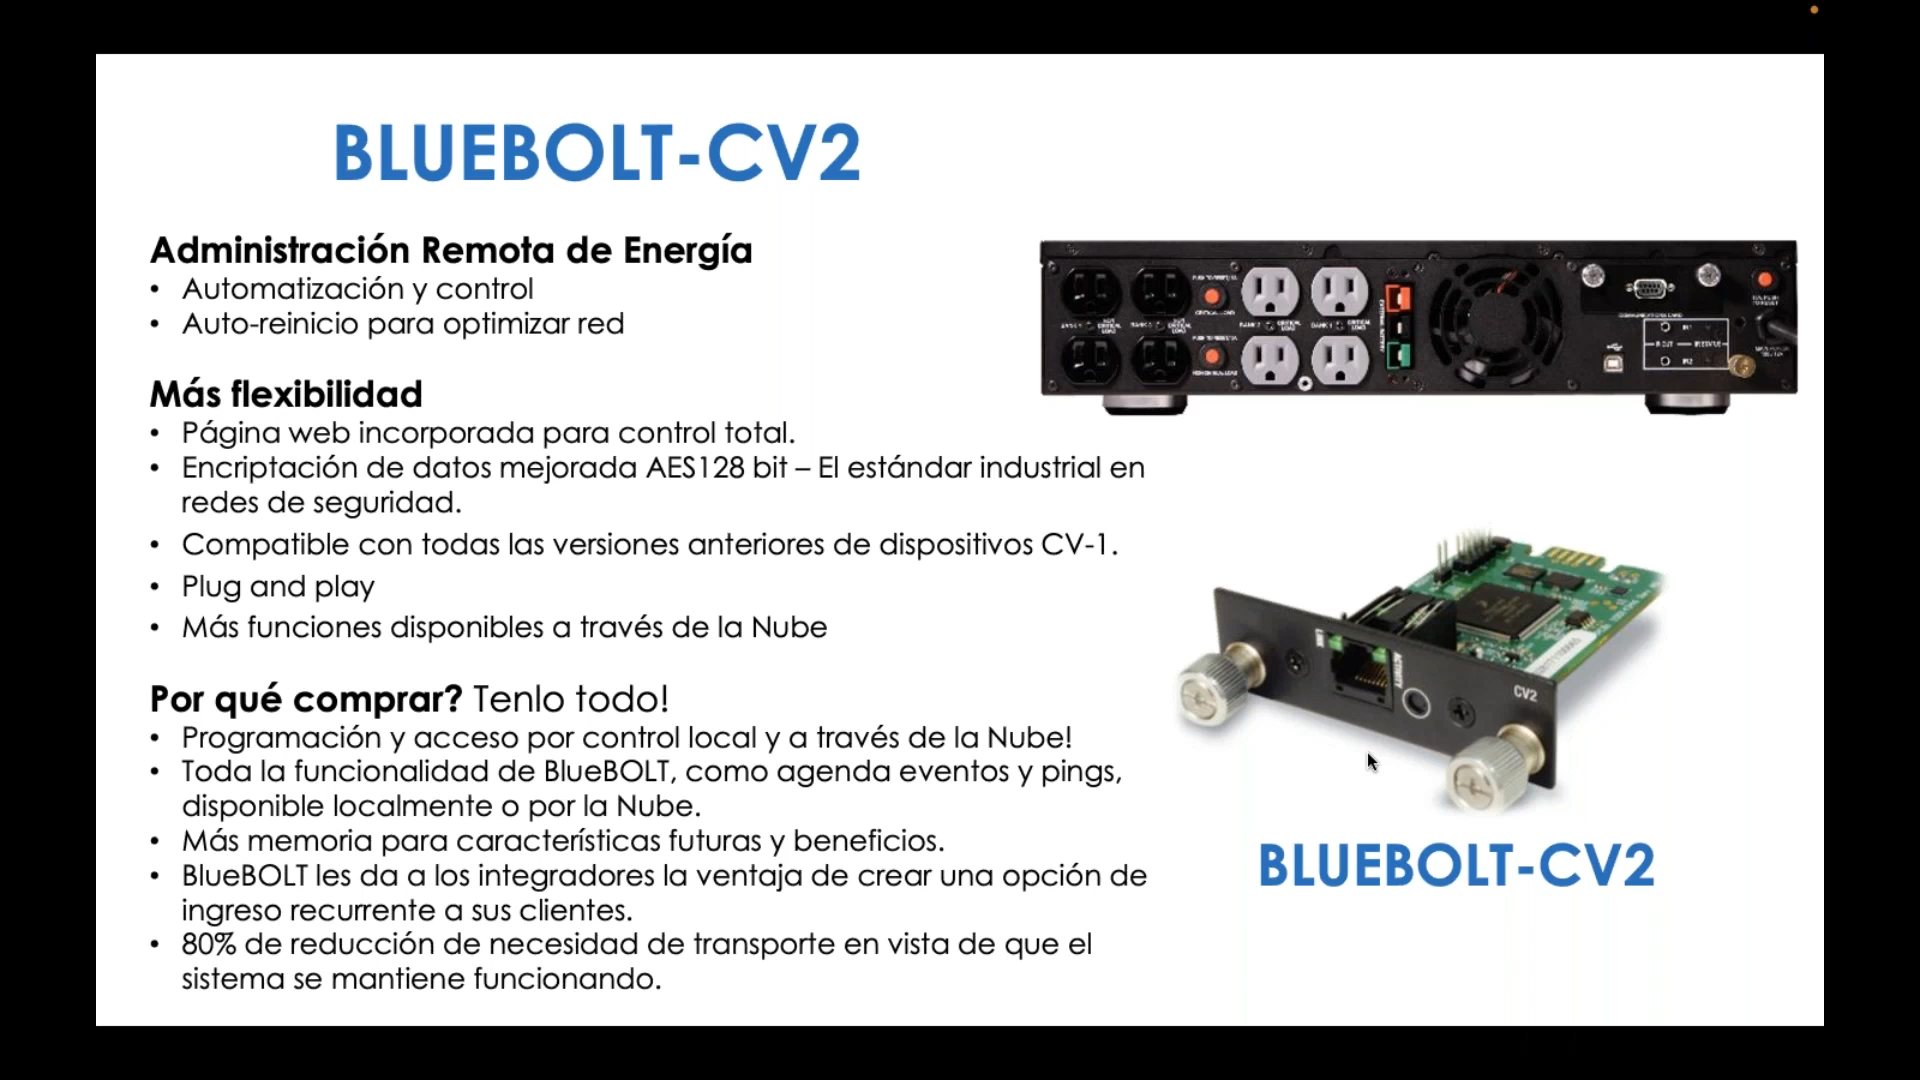 BLUEBOLT-CV2
Administración Remota de Energía
• Automatización y control
• Auto-reinicio para optimizar red
Más flexibilidad
• Página web incorporada para control total.
• Encriptación de datos mejorada AES128 bit – El estándar industrial en
redes de seguridad.
• Compatible con todas las versiones anteriores de dispositivos CV-1.
• Plug and play
• Más funciones disponibles a través de la Nube
Por qué comprar? Tenlo todo!
• Programación y acceso por control local y a través de la Nube!
• Toda la funcionalidad de BlueBOLT, como agenda eventos y pings,
disponible localmente o por la Nube.
• Más memoria para características futuras y beneficios.
• BlueBOLT les da a los integradores la ventaja de crear una opción de
ingreso recurrente a sus clientes.
• 80% de reducción de necesidad de transporte en vista de que el
sistema se mantiene funcionando.
LINK
ACTIVITY
CV2
BLUEBOLT-CV2